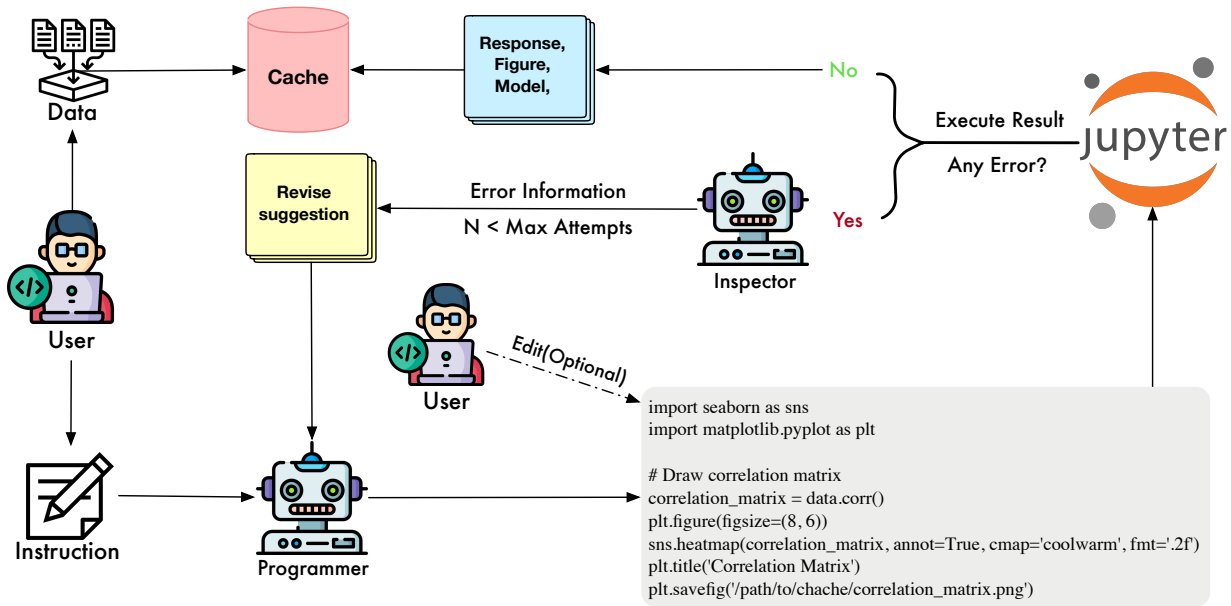 Data
Cache
Response,
Figure,
Model,
No
Execute Result
Any Error?
jupyter
Revise
suggestion
Error Information
N < Max Attempts
Yes
Inspector
</>
User
</>
User
Edit(Optional)
Instruction
Programmer
import seaborn as sns
import matplotlib.pyplot as plt
# Draw correlation matrix
correlation_matrix = data.corr()
plt.figure(figsize=(8, 6))
sns.heatmap(correlation_matrix, annot=True, cmap='coolwarm', fmt='.2f')
plt.title('Correlation Matrix')
plt.savefig('/path/to/chache/correlation_matrix.png')